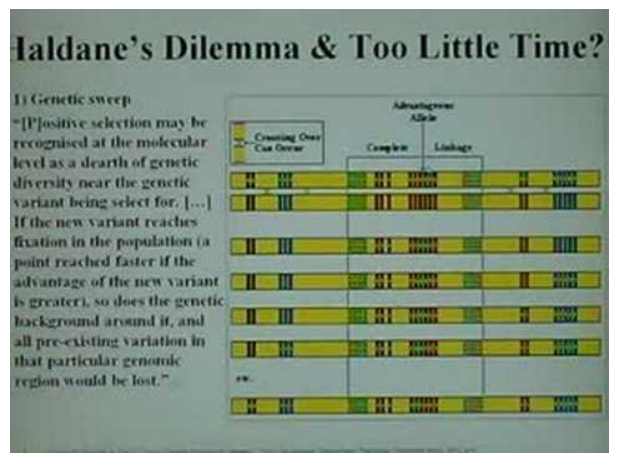 Haldane's Dilemma & Too Little Time?
1) Genetic sweep
"[P]ositive selection may be
recognised at the molecular
level as a dearth of genetic
diversity near the genetic
variant being select for. [...]
If the new variant reaches
fixation in the population (a
point reached faster if the
advantage of the new variant
is greater), so does the genetic
background around it, and
all pre-existing variation in
that particular genomic
region would be lost."
Advantageous
Allele
Crossing Over
Can Occur
Complete Linkage
etc.